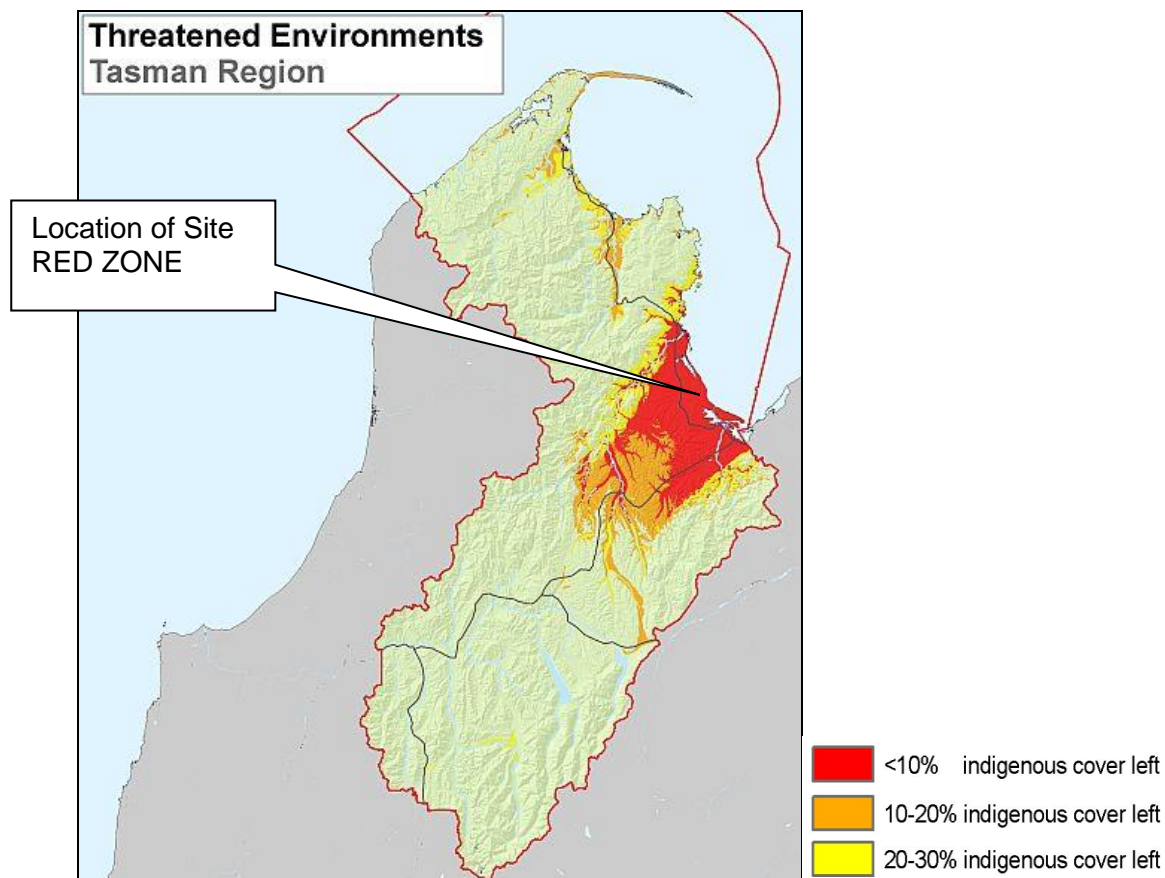 Threatened Environments
Tasman Region
Location of Site
RED ZONE
<10% indigenous cover left
10-20% indigenous cover left
20-30% indigenous cover left